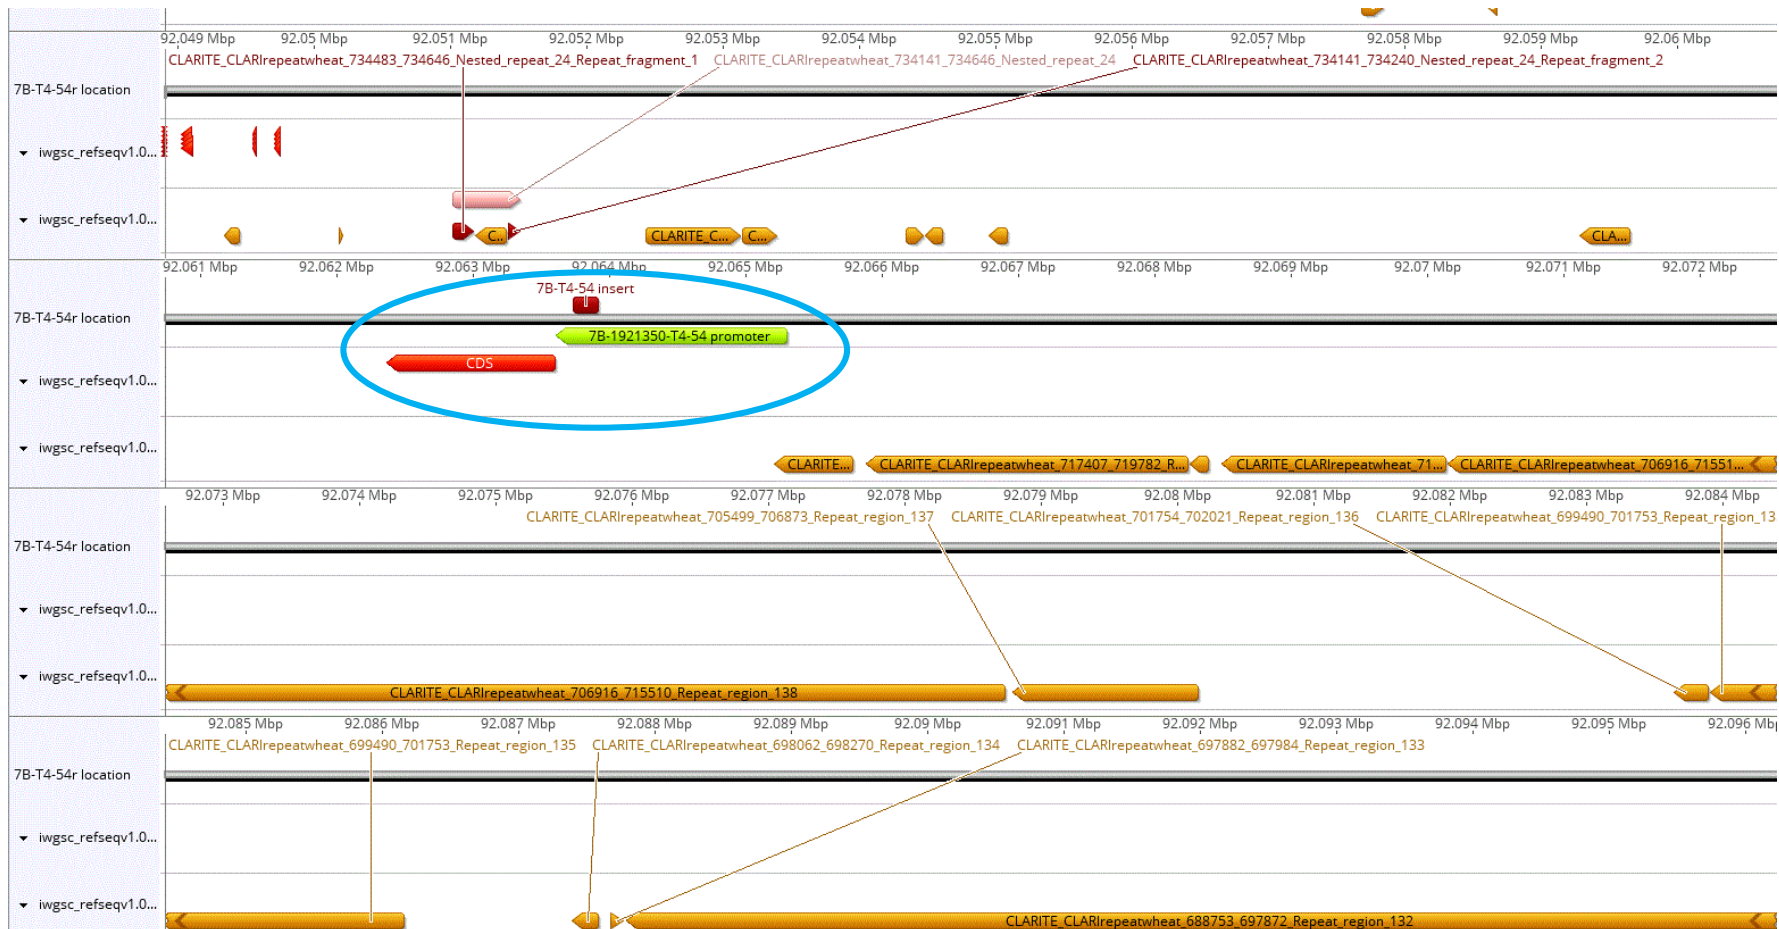 92.049 Mbp 92.05 Mbp 92.051 Mbp 92.052 Mbp 92.053 Mbp 92.054 Mbp 92.055 Mbp 92.056 Mbp 92.057 Mbp 92.058 Mbp 92.059 Mbp 92.06 Mbp
CLARITE_CLARIrepeatwheat_734483_734646_Nested_repeat_24_Repeat_fragment_1 CLARITE_CLARIrepeatwheat_734141_734646_Nested_repeat_24 CLARITE_CLARIrepeatwheat_734141_734240_Nested_repeat_24_Repeat_fragment_2
7B-T4-54r location
iwgsc_refseqv1.0...
iwgsc_refseqv1.0...
C... CLARITE_C... C... CLA...
92.061 Mbp 92.062 Mbp 92.063 Mbp 92.064 Mbp 92.065 Mbp 92.066 Mbp 92.067 Mbp 92.068 Mbp 92.069 Mbp 92.07 Mbp 92.071 Mbp 92.072 Mbp
7B-T4-54 insert
7B-T4-54r location
7B-1921350-T4-54 promoter
CDS
iwgsc_refseqv1.0...
iwgsc_refseqv1.0...
CLARITE... CLARITE_CLARIrepeatwheat_717407_719782_R... CLARITE_CLARIrepeatwheat_71... CLARITE_CLARIrepeatwheat_706916_71551...
92.073 Mbp 92.074 Mbp 92.075 Mbp 92.076 Mbp 92.077 Mbp 92.078 Mbp 92.079 Mbp 92.08 Mbp 92.081 Mbp 92.082 Mbp 92.083 Mbp 92.084 Mbp
CLARITE_CLARIrepeatwheat_705499_706873_Repeat_region_137 CLARITE_CLARIrepeatwheat_701754_702021_Repeat_region_136 CLARITE_CLARIrepeatwheat_699490_701753_Repeat_region_13
7B-T4-54r location
iwgsc_refseqv1.0...
iwgsc_refseqv1.0...
CLARITE_CLARIrepeatwheat_706916_715510_Repeat_region_138
92.085 Mbp 92.086 Mbp 92.087 Mbp 92.088 Mbp 92.089 Mbp 92.09 Mbp 92.091 Mbp 92.092 Mbp 92.093 Mbp 92.094 Mbp 92.095 Mbp 92.096 Mbp
CLARITE_CLARIrepeatwheat_699490_701753_Repeat_region_135 CLARITE_CLARIrepeatwheat_698062_698270_Repeat_region_134 CLARITE_CLARIrepeatwheat_697882_697984_Repeat_region_133
7B-T4-54r location
iwgsc_refseqv1.0...
iwgsc_refseqv1.0...
CLARITE_CLARIrepeatwheat_688753_697872_Repeat_region_132